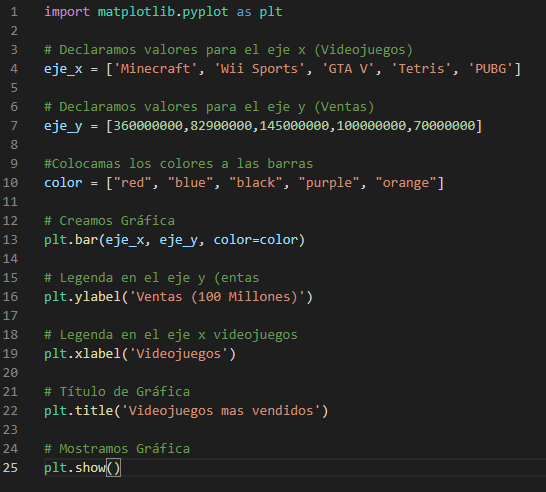 1 import matplotlib.pyplot as plt
2
3 # Declaramos valores para el eje x (Videojuegos)
4 eje_x = ['Minecraft', 'Wii Sports', 'GTA V', 'Tetris', 'PUBG']
5
6 # Declaramos valores para el eje y (Ventas)
7 eje_y = [360000000,82900000,145000000,100000000,70000000]
8
9 #Colocamas los colores a las barras
10 color = ["red", "blue", "black", "purple", "orange"]
11
12 # Creamos Gráfica
13 plt.bar(eje_x, eje_y, color=color)
14
15 # Legenda en el eje y (entas
16 plt.ylabel('Ventas (100 Millones)')
17
18 # Legenda en el eje x videojuegos
19 plt.xlabel('Videojuegos')
20
21 # Título de Gráfica
22 plt.title('Videojuegos mas vendidos')
23
24 # Mostramos Gráfica
25 plt.show()